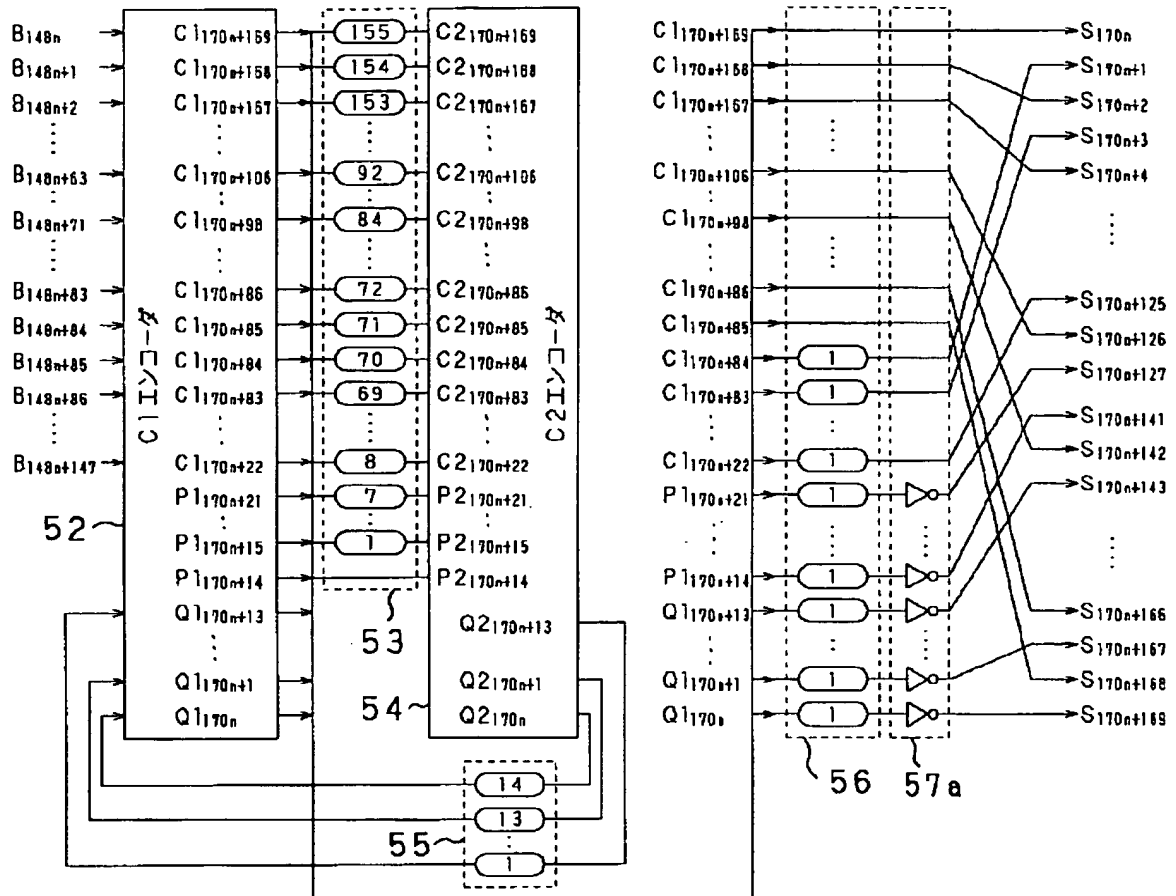 B148n
B148n+1
B148n+2
B148n+63
B148n+71
B148n+83
B148n+84
B148n+85
B148n+86
B148n+147
C1エンコーダ
52
C1170n+169
C1170n+168
C1170n+167
C1170n+106
C1170n+98
C1170n+86
C1170n+85
C1170n+84
C1170n+83
C1170n+22
P1170n+21
P1170n+15
P1170n+14
Q1170n+13
Q1170n+1
Q1170n
155
154
153
92
84
72
71
70
69
8
7
1
53
C2170n+169
C2170n+168
C2170n+167
C2170n+106
C2170n+98
C2170n+86
C2170n+85
C2170n+84
C2170n+83
C2170n+22
P2170n+21
P2170n+15
P2170n+14
Q2170n+13
Q2170n+1
Q2170n
C2エンコーダ
54
14
13
1
55
C1170n+169
C1170n+168
C1170n+167
C1170n+106
C1170n+98
C1170n+86
C1170n+85
C1170n+84
C1170n+83
C1170n+22
P1170n+21
P1170n+14
Q1170n+13
Q1170n+1
Q1170n
1
1
1
1
1
1
1
1
56
57a
S170n
S170n+1
S170n+2
S170n+3
S170n+4
S170n+125
S170n+126
S170n+127
S170n+141
S170n+142
S170n+143
S170n+166
S170n+167
S170n+168
S170n+169